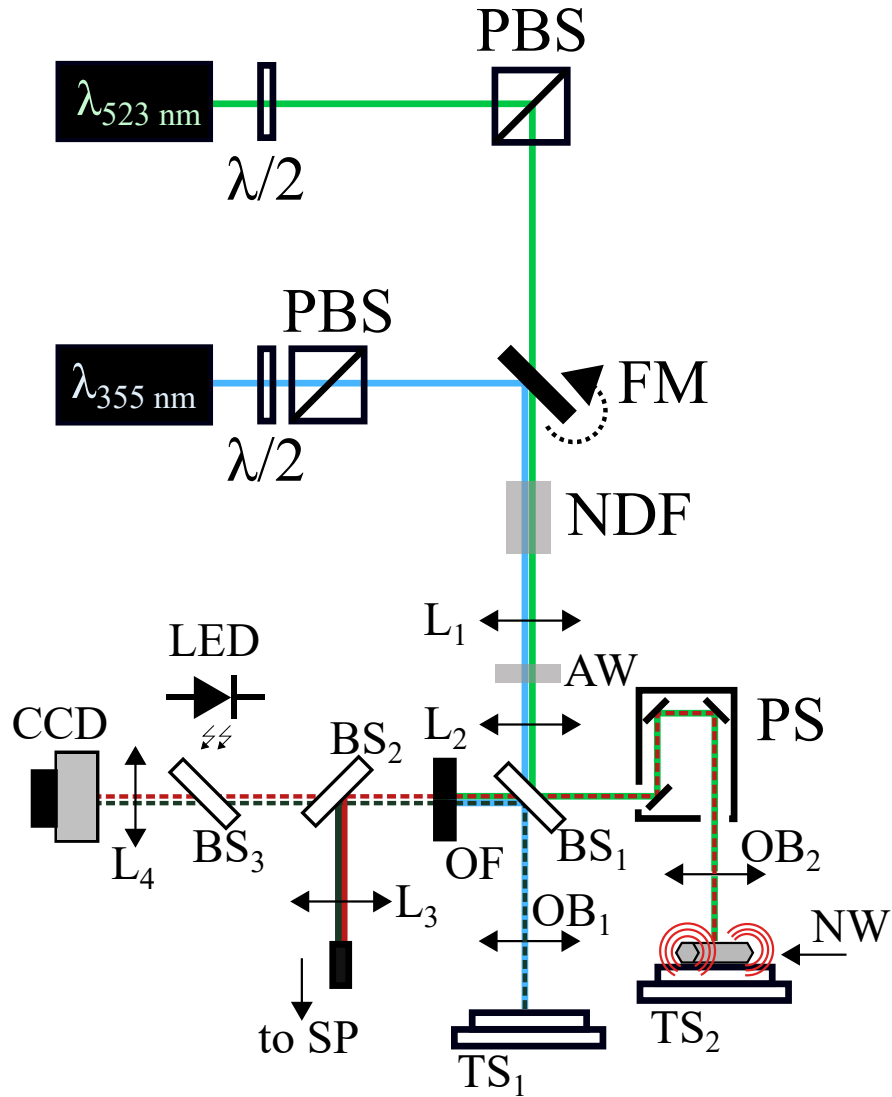 PBS
λ523 nm
λ/2
PBS
λ355 nm
FM
λ/2
NDF
L1
LED
AW
CCD
BS2
L2
PS
BS3
OF
BS1
L4
OB2
L3
OB1
NW
to SP
TS1
TS2